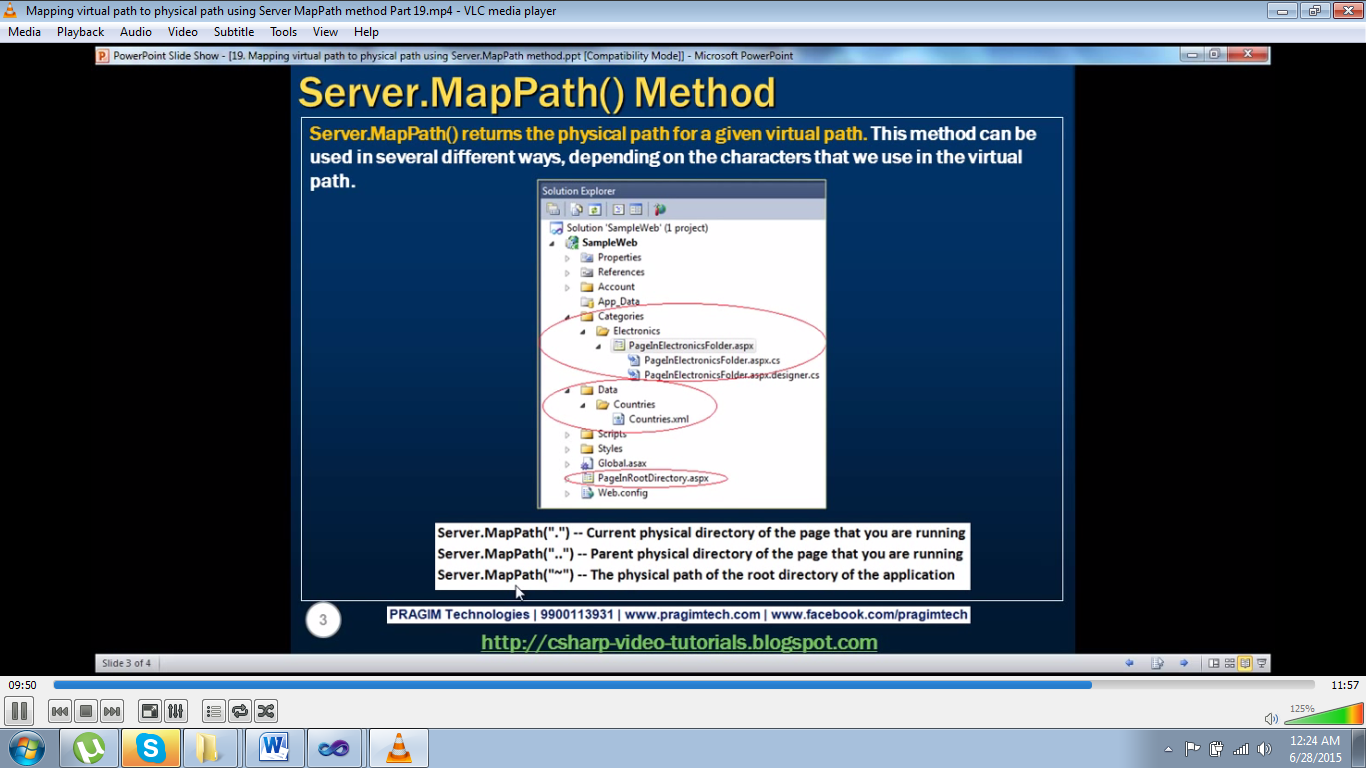 Mapping virtual path to physical path using Server MapPath method Part 19.mp4 - VLC media player
Media Playback Audio Video Subtitle Tools View Help
PowerPoint Slide Show - [19. Mapping virtual path to physical path using Server.MapPath method.ppt [Compatibility Mode]] - Microsoft PowerPoint
Server.MapPath() Method
Server.MapPath() returns the physical path for a given virtual path. This method can be
used in several different ways, depending on the characters that we use in the virtual
path.
Solution Explorer
Solution 'SampleWeb' (1 project)
SampleWeb
Properties
References
Account
App_Data
Categories
Electronics
PageInElectronicsFolder.aspx
PageInElectronicsFolder.aspx.cs
PageInElectronicsFolder.aspx.designer.cs
Data
Countries
Countries.xml
Scripts
Styles
Global.asax
PageInRootDirectory.aspx
Web.config
Server.MapPath(".") -- Current physical directory of the page that you are running
Server.MapPath("..") -- Parent physical directory of the page that you are running
Server.MapPath("~") -- The physical path of the root directory of the application
3
PRAGIM Technologies | 9900113931 | www.pragimtech.com | www.facebook.com/pragimtech
http://csharp-video-tutorials.blogspot.com
Slide 3 of 4
09:50
11:57
125%
12:24 AM
6/28/2015